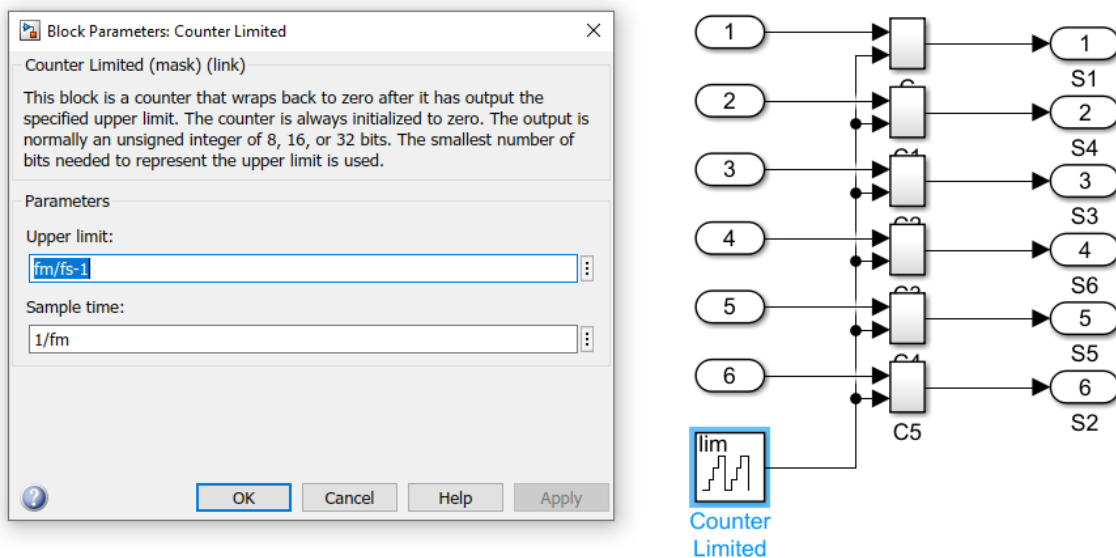 Block Parameters: Counter Limited
Counter Limited (mask) (link)
This block is a counter that wraps back to zero after it has output the
specified upper limit. The counter is always initialized to zero. The output is
normally an unsigned integer of 8, 16, or 32 bits. The smallest number of
bits needed to represent the upper limit is used.
Parameters
Upper limit:
fm/fs-1
Sample time:
1/fm
OK Cancel Help Apply
1
1
S1
2
2
S4
3
3
S3
4
4
S6
5
5
S5
6
6
S2
C5
lim
Counter
Limited